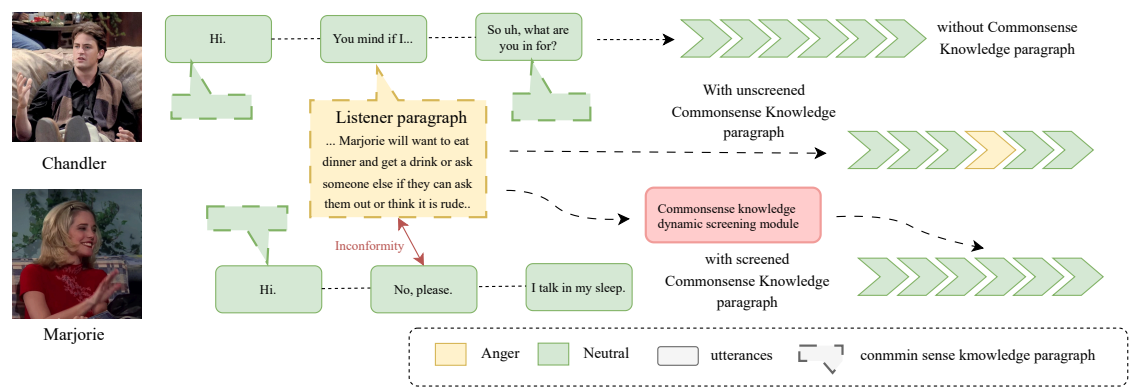 Hi.
You mind if I...
So uh, what are
you in for?
without Commonsense
Knowledge paragraph
Chandler
Listener paragraph
... Marjorie will want to eat
dinner and get a drink or ask
someone else if they can ask
them out or think it is rude..
With unscreened
Commonsense Knowledge
paragraph
Commonsense knowledge
dynamic screening module
Inconformity
with screened
Commonsense Knowledge
paragraph
Hi.
No, please.
I talk in my sleep.
Marjorie
Anger
Neutral
utterances
conmmin sense kmowledge paragraph